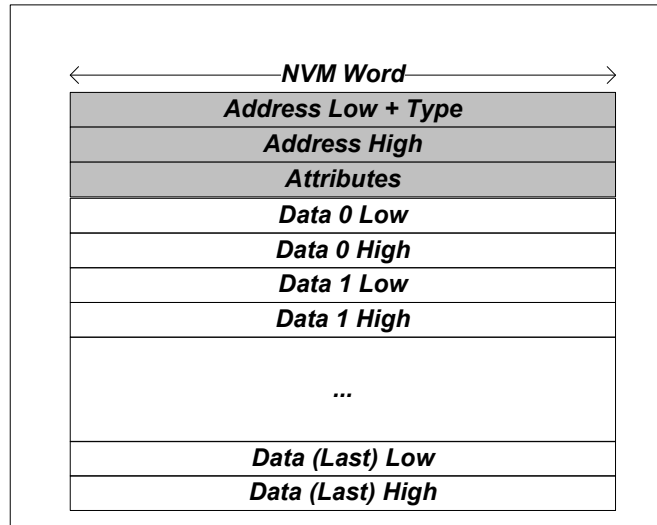 NVM Word
Address Low + Type
Address High
Attributes
Data 0 Low
Data 0 High
Data 1 Low
Data 1 High
...
Data (Last) Low
Data (Last) High